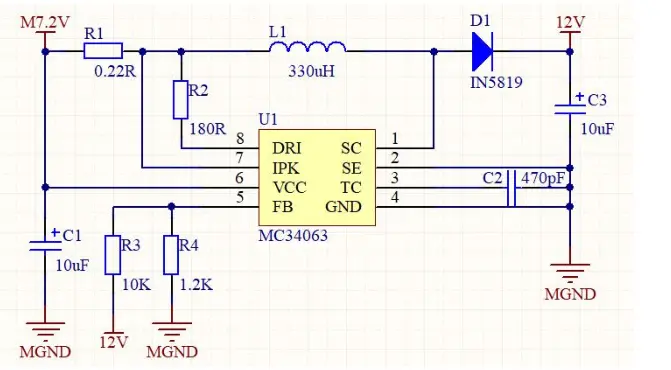 M7.2V
R1
0.22R
L1
330uH
D1
IN5819
12V
R2
180R
U1
C3
10uF
8 DRI SC 1
7 IPK SE 2
6 VCC TC 3
5 FB GND 4
MC34063
C2 470pF
C1
10uF
R3
10K
R4
1.2K
MGND
MGND
12V
MGND